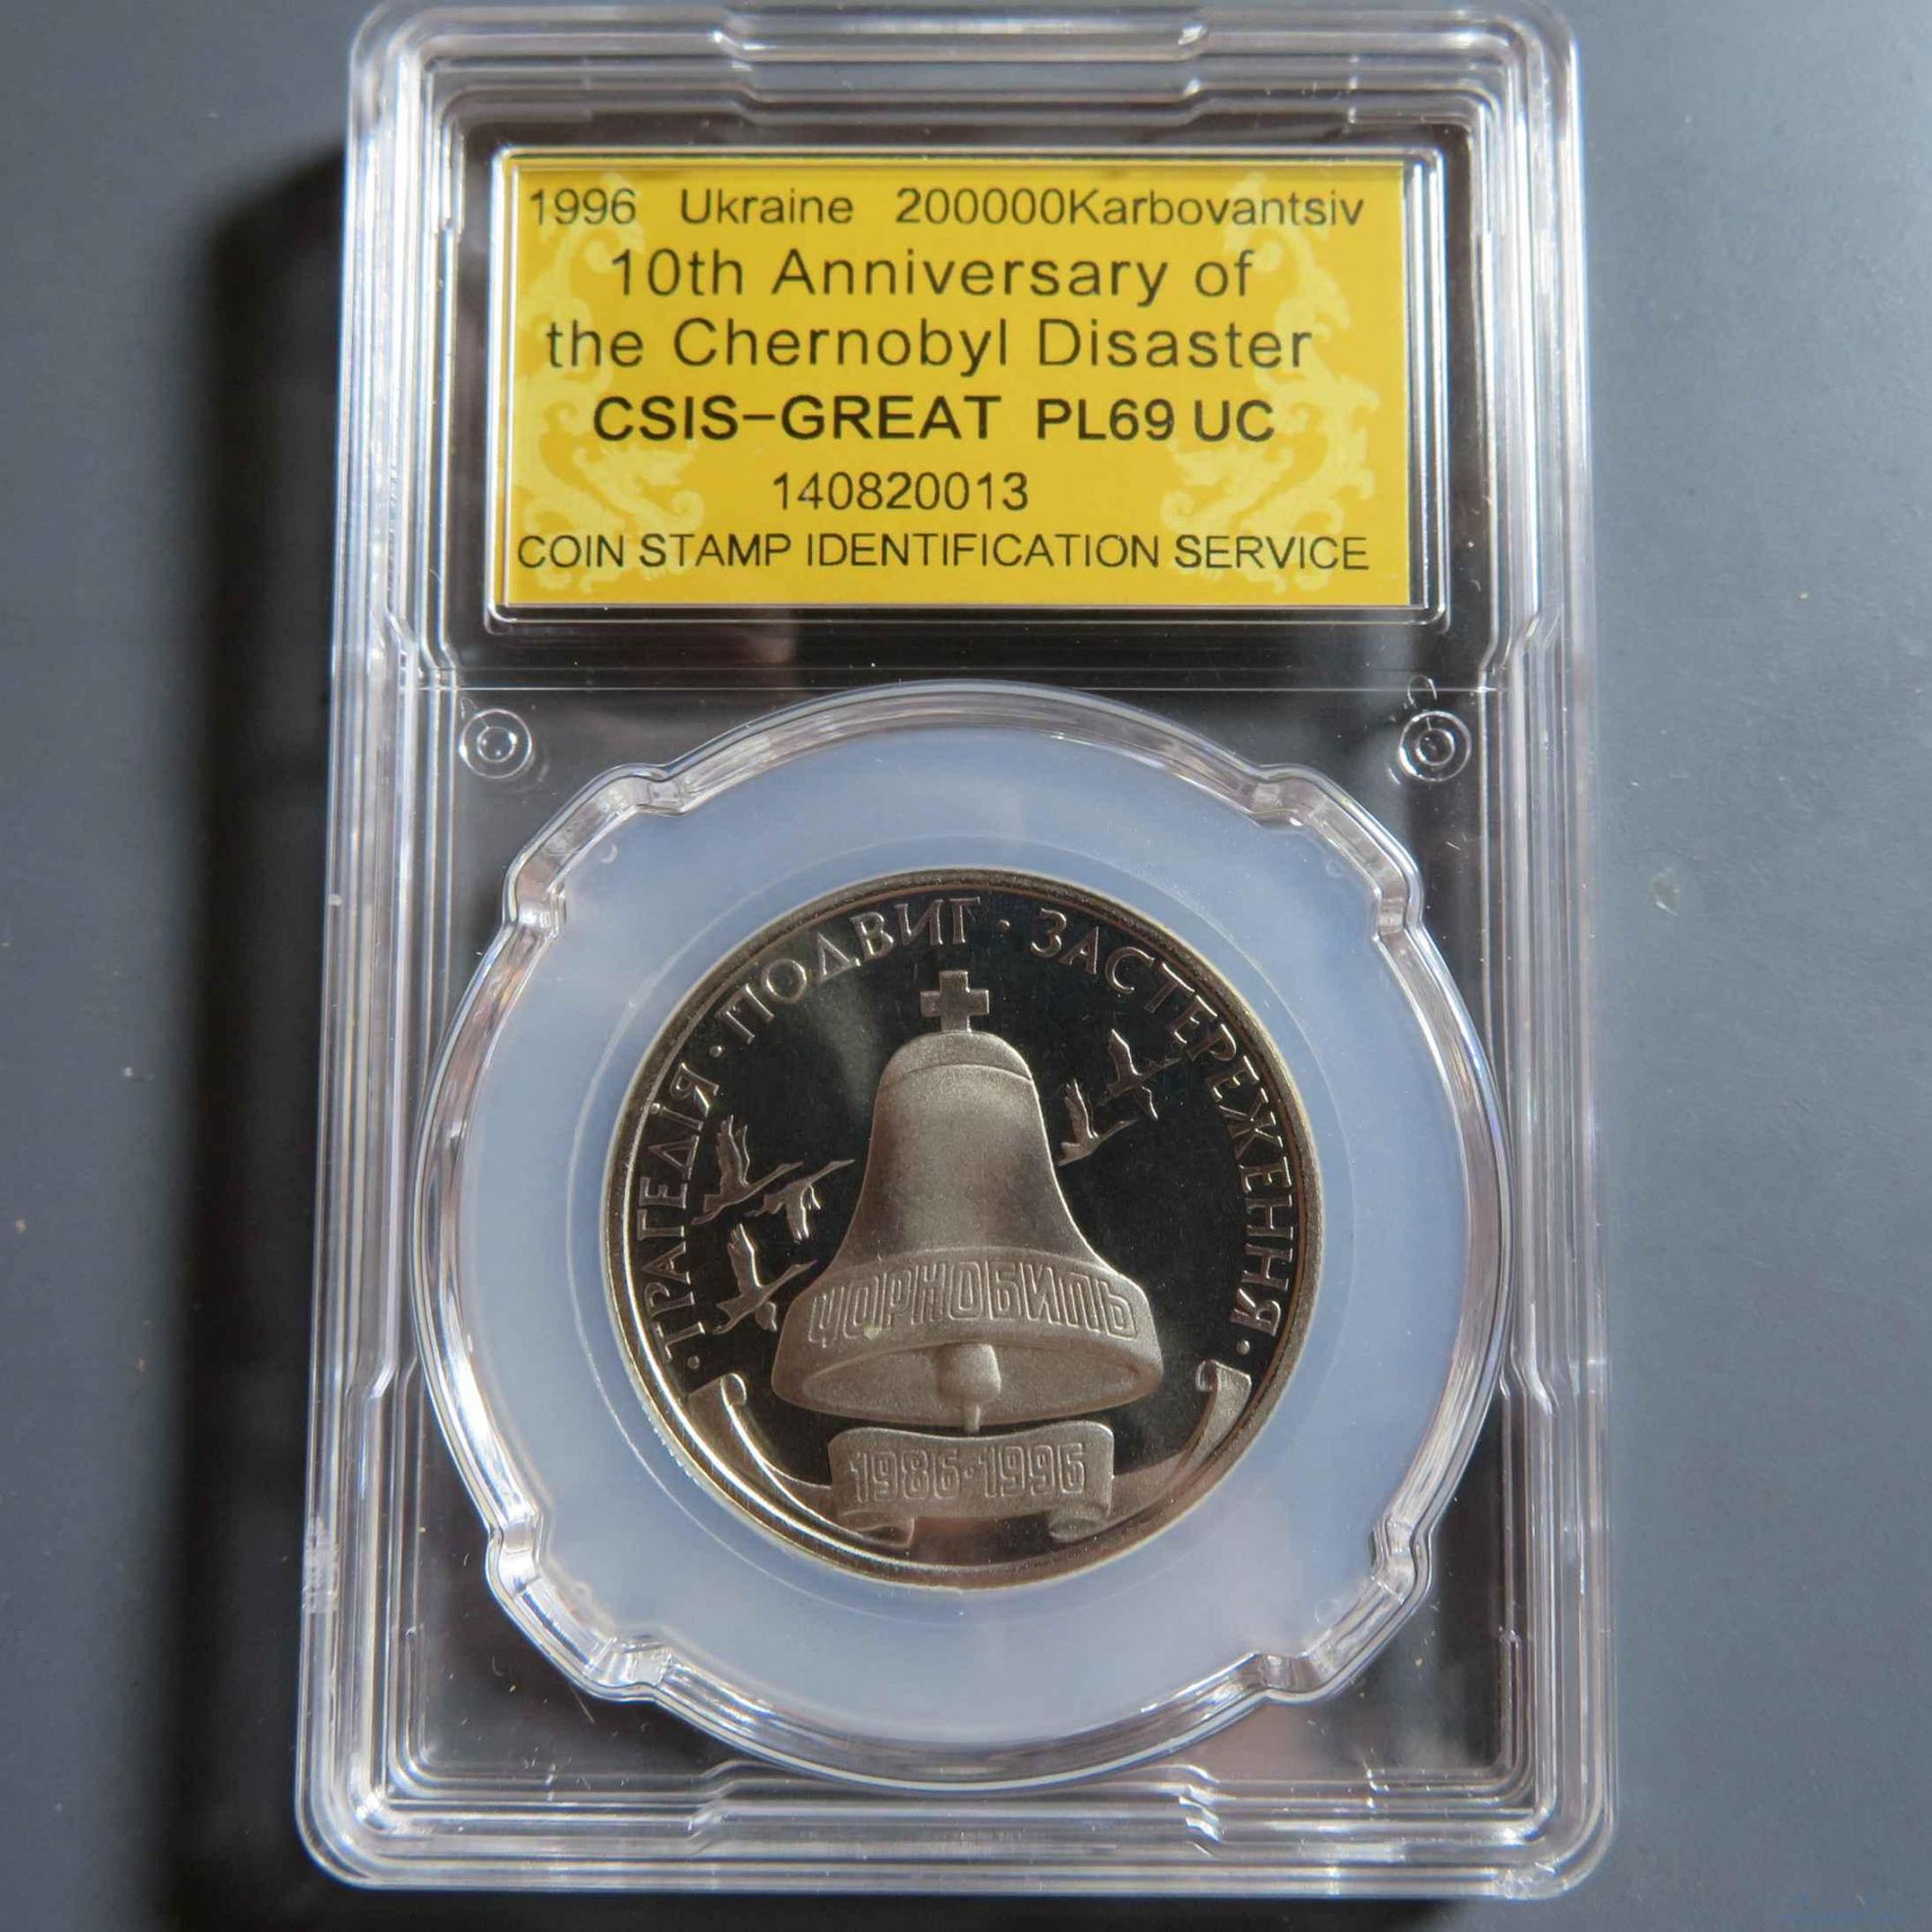 1996 Ukraine 200000Karbovantsiv
10th Anniversary of
the Chernobyl Disaster
CSIS-GREAT PL69 UC
140820013
COIN STAMP IDENTIFICATION SERVICE
· ТРАГЕДІЯ · ПОДВИГ · ЗАСТЕРЕЖЕННЯ ·
ЧОРНОБИЛЬ
1986-1996